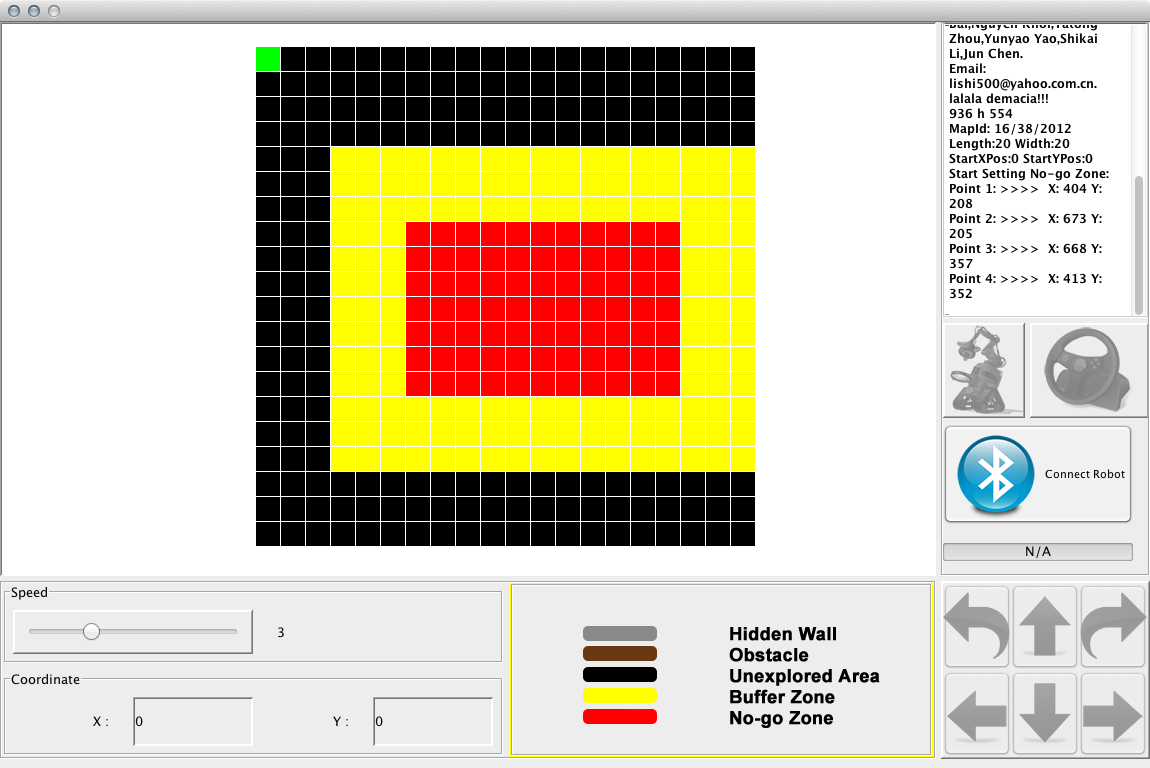 Bai,Nguyen Khoi,Yatong
Zhou,Yunyao Yao,Shikai
Li,Jun Chen.
Email:
lishi500@yahoo.com.cn.
lalala demacia!!!
936 h 554
MapId: 16/38/2012
Length:20 Width:20
StartXPos:0 StartYPos:0
Start Setting No-go Zone:
Point 1: >>>>  X: 404 Y:
208
Point 2: >>>>  X: 673 Y:
205
Point 3: >>>>  X: 668 Y:
357
Point 4: >>>>  X: 413 Y:
352
Connect Robot
N/A
Speed
3
Coordinate
X : 0 Y : 0
Hidden Wall
Obstacle
Unexplored Area
Buffer Zone
No-go Zone